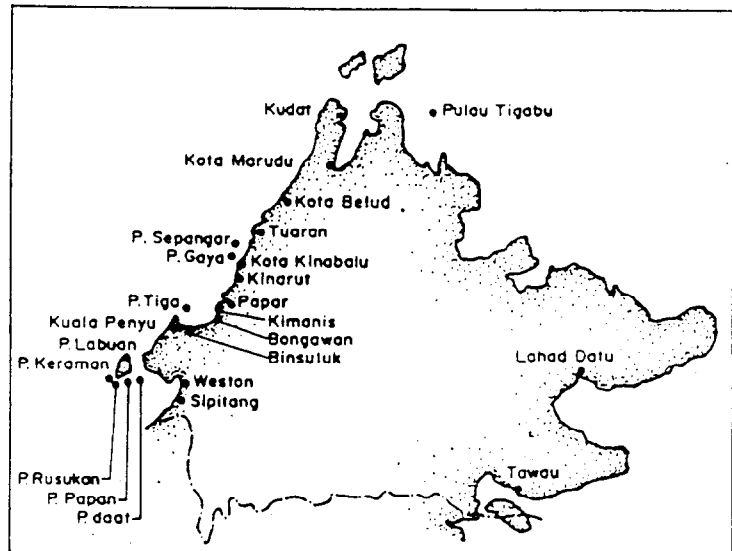 Kudat
Pulau Tigabu
Kota Marudu
Kota Belud
Tuaran
P. Sepangar
P. Gaya
Kota Kinabalu
Kinarut
P. Tiga
Papar
Kuala Penyu
Kimanis
Bongawan
P. Labuan
Binsuluk
P. Keraman
Lahad Datu
Weston
Sipitang
P. Rusukan
Tawau
P. Papan
P. daat